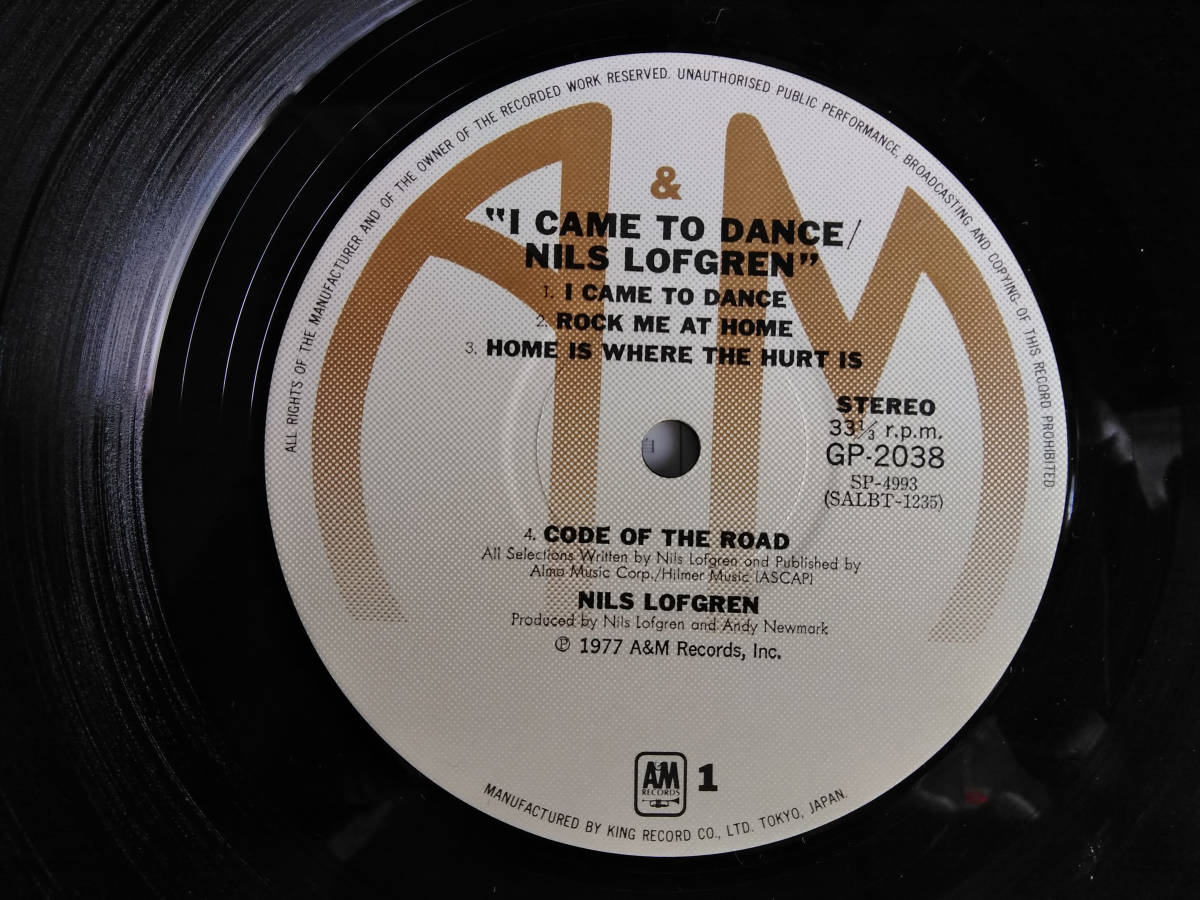 ALL RIGHTS OF THE MANUFACTURER AND OF THE OWNER OF THE RECORDED WORK RESERVED. UNAUTHORISED PUBLIC PERFORMANCE, BROADCASTING AND COPYING- OF THIS RECORD PROHIBITED
A & M
"I CAME TO DANCE/
NILS LOFGREN"
1. I CAME TO DANCE
2. ROCK ME AT HOME
3. HOME IS WHERE THE HURT IS
STEREO
33⅓ r.p.m.
GP-2038
SP-4993
(SALBT-1235)
4. CODE OF THE ROAD
All Selections Written by Nils Lofgren and Published by
Almo Music Corp./Hilmer Music (ASCAP)
NILS LOFGREN
Produced by Nils Lofgren and Andy Newmark
℗ 1977 A&M Records, Inc.
A&M
RECORDS
1
MANUFACTURED BY KING RECORD CO., LTD. TOKYO, JAPAN.